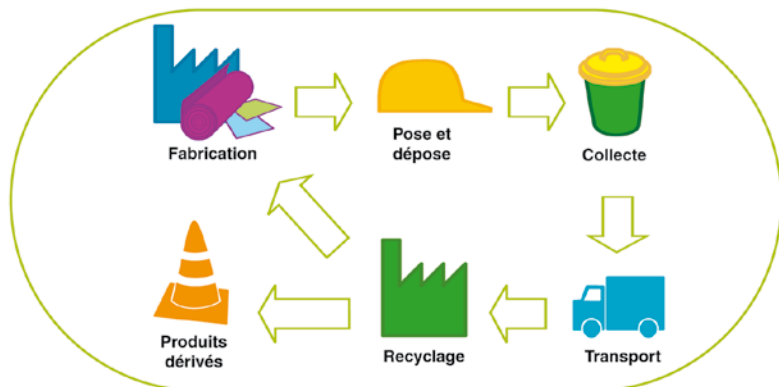 Fabrication
Pose et
dépose
Collecte
Produits
dérivés
Recyclage
Transport